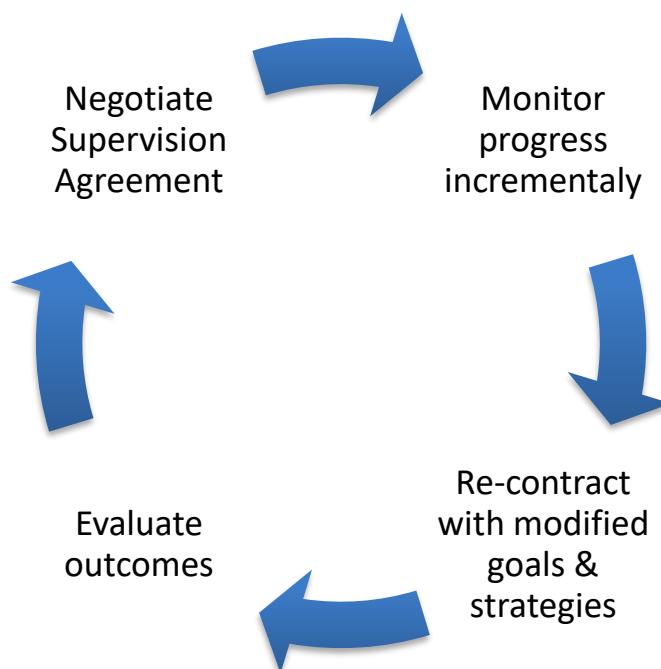 Negotiate
Supervision
Agreement
Monitor
progress
incrementaly
Re-contract
with modified
goals &
strategies
Evaluate
outcomes